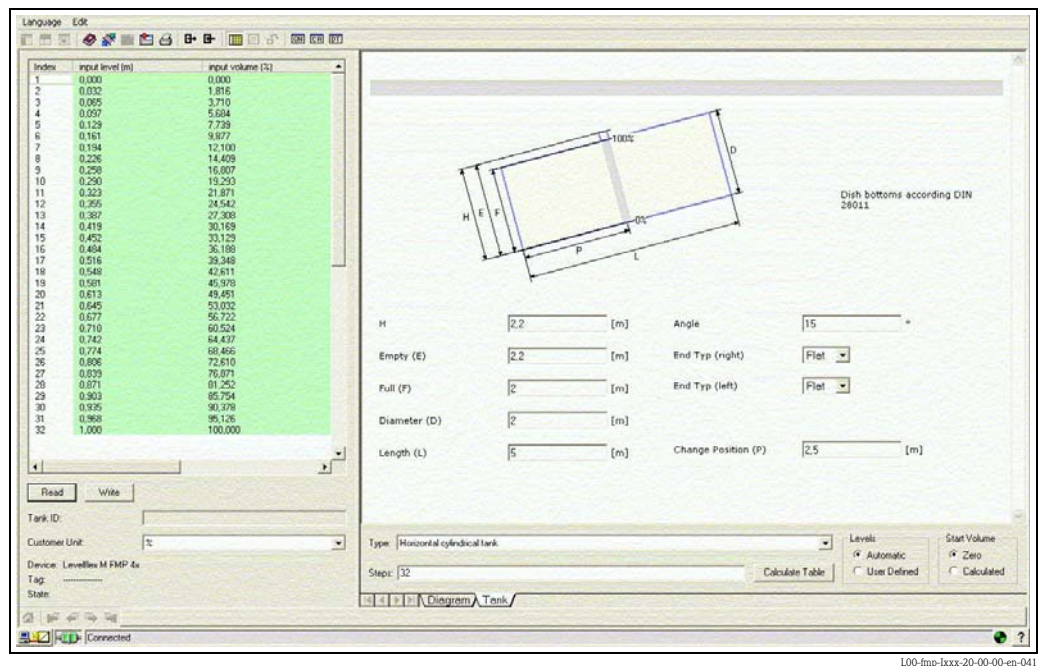 Language Edit
Index input level (m) input volume (%)
1 0,000 0,000
2 0,032 1,816
3 0,065 3,710
4 0,097 5,684
5 0,129 7,739
6 0,161 9,877
7 0,194 12,100
8 0,226 14,409
9 0,258 16,807
10 0,290 19,293
11 0,323 21,871
12 0,355 24,542
13 0,387 27,308
14 0,419 30,169
15 0,452 33,129
16 0,484 36,188
17 0,516 39,348
18 0,548 42,611
19 0,581 45,978
20 0,613 49,451
21 0,645 53,032
22 0,677 56,722
23 0,710 60,524
24 0,742 64,437
25 0,774 68,466
26 0,806 72,610
27 0,839 76,871
28 0,871 81,252
29 0,903 85,754
30 0,935 90,378
31 0,968 95,126
32 1,000 100,000
Read Write
Tank ID:
Customer Unit: %
Device: Levelflex M FMP 4x
Tag: -------------
State:
100%
D
H E F
0%
P
L
Dish bottoms according DIN
28011
H 2.2 [m] Angle 15 °
Empty (E) 2.2 [m] End Typ (right) Flat
Full (F) 2 [m] End Typ (left) Flat
Diameter (D) 2 [m]
Length (L) 5 [m] Change Position (P) 2.5 [m]
Type: Horizontal cylindrical tank
Steps: 32 Calculate Table
Levels
Automatic
User Defined
Start Volume
Zero
Calculated
Diagram Tank
Connected
L00-fmp-Ixxx-20-00-00-en-041